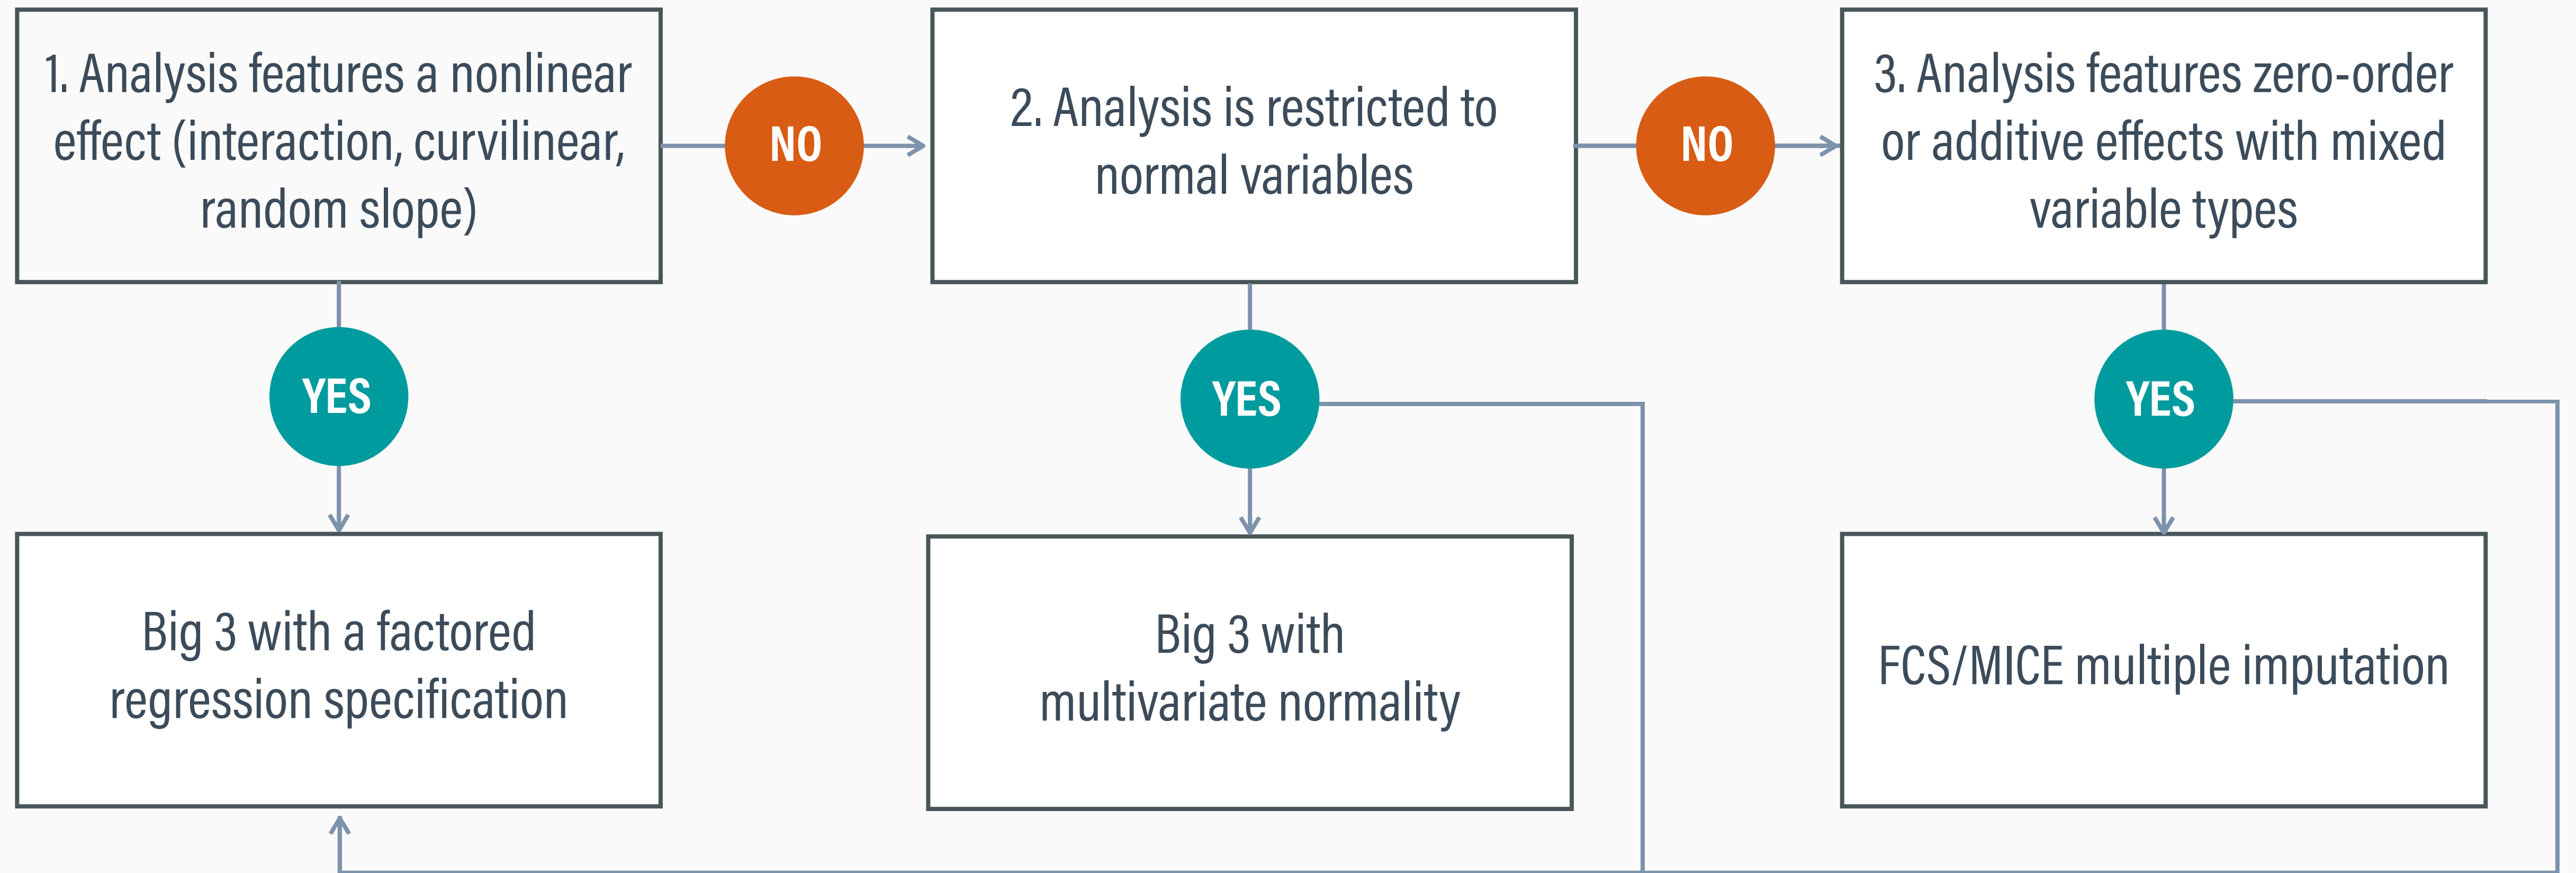 1. Analysis features a nonlinear
effect (interaction, curvilinear,
random slope)
NO
2. Analysis is restricted to
normal variables
NO
3. Analysis features zero-order
or additive effects with mixed
variable types
YES
YES
YES
Big 3 with a factored
regression specification
Big 3 with
multivariate normality
FCS/MICE multiple imputation